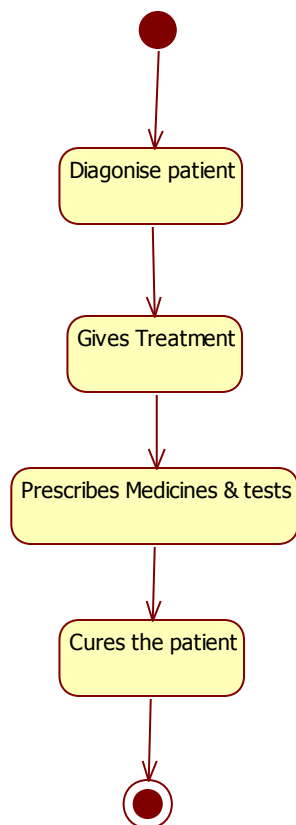 Diagonise patient
Gives Treatment
Prescribes Medicines & tests
Cures the patient